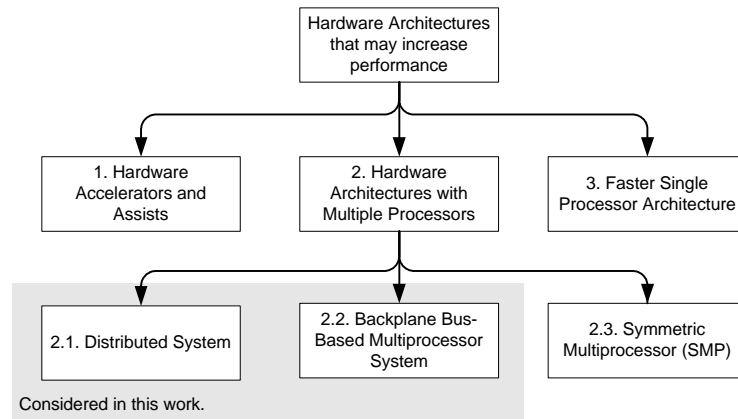 Hardware Architectures
that may increase
performance
1. Hardware
Accelerators and
Assists
2. Hardware
Architectures with
Multiple Processors
3. Faster Single
Processor Architecture
2.1. Distributed System
2.2. Backplane Bus-
Based Multiprocessor
System
2.3. Symmetric
Multiprocessor (SMP)
Considered in this work.